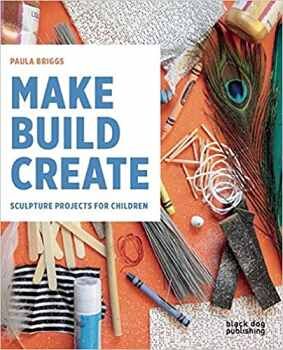 PAULA BRIGGS
MAKE
BUILD
CREATE
SCULPTURE PROJECTS FOR CHILDREN
black dog
publishing